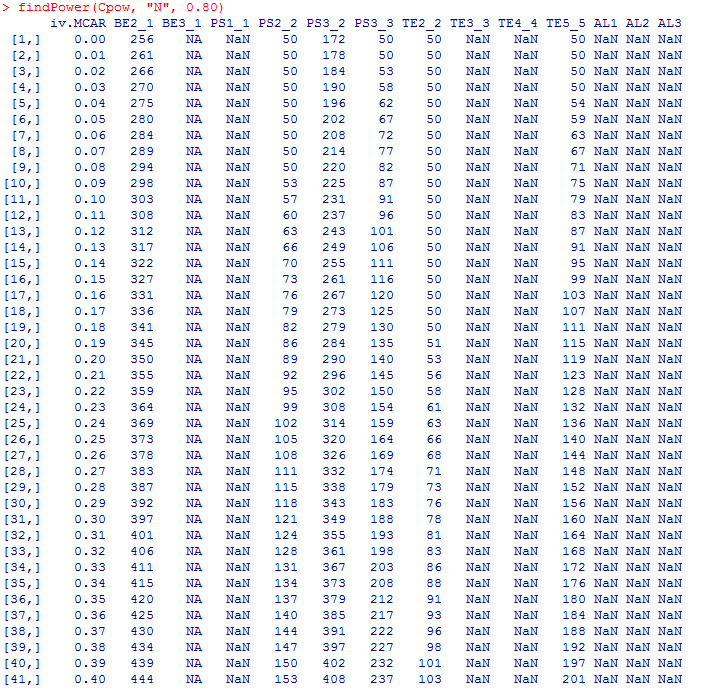 > findPower(Cpow, "N", 0.80)
iv.MCAR BE2_1 BE3_1 PS1_1 PS2_2 PS3_2 PS3_3 TE2_2 TE3_3 TE4_4 TE5_5 AL1 AL2 AL3
[1,] 0.00 256 NA NaN 50 172 50 50 NaN NaN 50 NaN NaN NaN
[2,] 0.01 261 NA NaN 50 178 50 50 NaN NaN 50 NaN NaN NaN
[3,] 0.02 266 NA NaN 50 184 53 50 NaN NaN 50 NaN NaN NaN
[4,] 0.03 270 NA NaN 50 190 58 50 NaN NaN 50 NaN NaN NaN
[5,] 0.04 275 NA NaN 50 196 62 50 NaN NaN 54 NaN NaN NaN
[6,] 0.05 280 NA NaN 50 202 67 50 NaN NaN 59 NaN NaN NaN
[7,] 0.06 284 NA NaN 50 208 72 50 NaN NaN 63 NaN NaN NaN
[8,] 0.07 289 NA NaN 50 214 77 50 NaN NaN 67 NaN NaN NaN
[9,] 0.08 294 NA NaN 50 220 82 50 NaN NaN 71 NaN NaN NaN
[10,] 0.09 298 NA NaN 53 225 87 50 NaN NaN 75 NaN NaN NaN
[11,] 0.10 303 NA NaN 57 231 91 50 NaN NaN 79 NaN NaN NaN
[12,] 0.11 308 NA NaN 60 237 96 50 NaN NaN 83 NaN NaN NaN
[13,] 0.12 312 NA NaN 63 243 101 50 NaN NaN 87 NaN NaN NaN
[14,] 0.13 317 NA NaN 66 249 106 50 NaN NaN 91 NaN NaN NaN
[15,] 0.14 322 NA NaN 70 255 111 50 NaN NaN 95 NaN NaN NaN
[16,] 0.15 327 NA NaN 73 261 116 50 NaN NaN 99 NaN NaN NaN
[17,] 0.16 331 NA NaN 76 267 120 50 NaN NaN 103 NaN NaN NaN
[18,] 0.17 336 NA NaN 79 273 125 50 NaN NaN 107 NaN NaN NaN
[19,] 0.18 341 NA NaN 82 279 130 50 NaN NaN 111 NaN NaN NaN
[20,] 0.19 345 NA NaN 86 284 135 51 NaN NaN 115 NaN NaN NaN
[21,] 0.20 350 NA NaN 89 290 140 53 NaN NaN 119 NaN NaN NaN
[22,] 0.21 355 NA NaN 92 296 145 56 NaN NaN 123 NaN NaN NaN
[23,] 0.22 359 NA NaN 95 302 150 58 NaN NaN 128 NaN NaN NaN
[24,] 0.23 364 NA NaN 99 308 154 61 NaN NaN 132 NaN NaN NaN
[25,] 0.24 369 NA NaN 102 314 159 63 NaN NaN 136 NaN NaN NaN
[26,] 0.25 373 NA NaN 105 320 164 66 NaN NaN 140 NaN NaN NaN
[27,] 0.26 378 NA NaN 108 326 169 68 NaN NaN 144 NaN NaN NaN
[28,] 0.27 383 NA NaN 111 332 174 71 NaN NaN 148 NaN NaN NaN
[29,] 0.28 387 NA NaN 115 338 179 73 NaN NaN 152 NaN NaN NaN
[30,] 0.29 392 NA NaN 118 343 183 76 NaN NaN 156 NaN NaN NaN
[31,] 0.30 397 NA NaN 121 349 188 78 NaN NaN 160 NaN NaN NaN
[32,] 0.31 401 NA NaN 124 355 193 81 NaN NaN 164 NaN NaN NaN
[33,] 0.32 406 NA NaN 128 361 198 83 NaN NaN 168 NaN NaN NaN
[34,] 0.33 411 NA NaN 131 367 203 86 NaN NaN 172 NaN NaN NaN
[35,] 0.34 415 NA NaN 134 373 208 88 NaN NaN 176 NaN NaN NaN
[36,] 0.35 420 NA NaN 137 379 212 91 NaN NaN 180 NaN NaN NaN
[37,] 0.36 425 NA NaN 140 385 217 93 NaN NaN 184 NaN NaN NaN
[38,] 0.37 430 NA NaN 144 391 222 96 NaN NaN 188 NaN NaN NaN
[39,] 0.38 434 NA NaN 147 397 227 98 NaN NaN 192 NaN NaN NaN
[40,] 0.39 439 NA NaN 150 402 232 101 NaN NaN 197 NaN NaN NaN
[41,] 0.40 444 NA NaN 153 408 237 103 NaN NaN 201 NaN NaN NaN